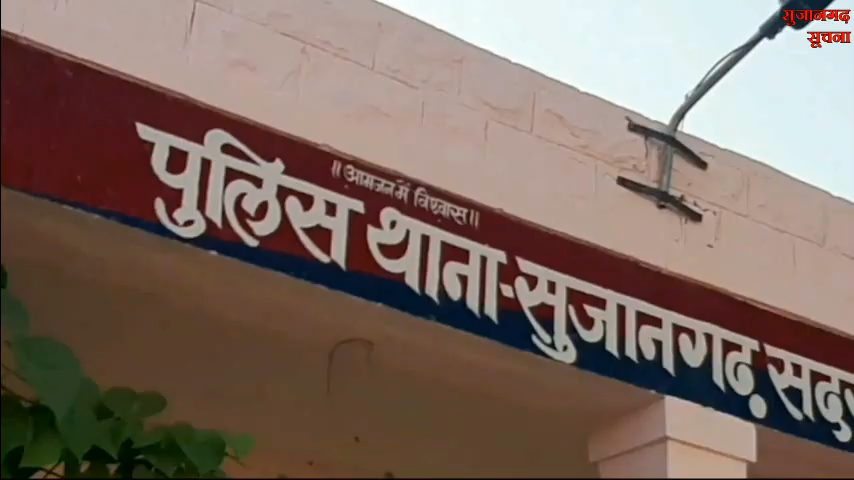 सुजानगढ़
सूचना
॥ आमजन में विश्वास ॥
पुलिस थाना-सुजानगढ़ सदर